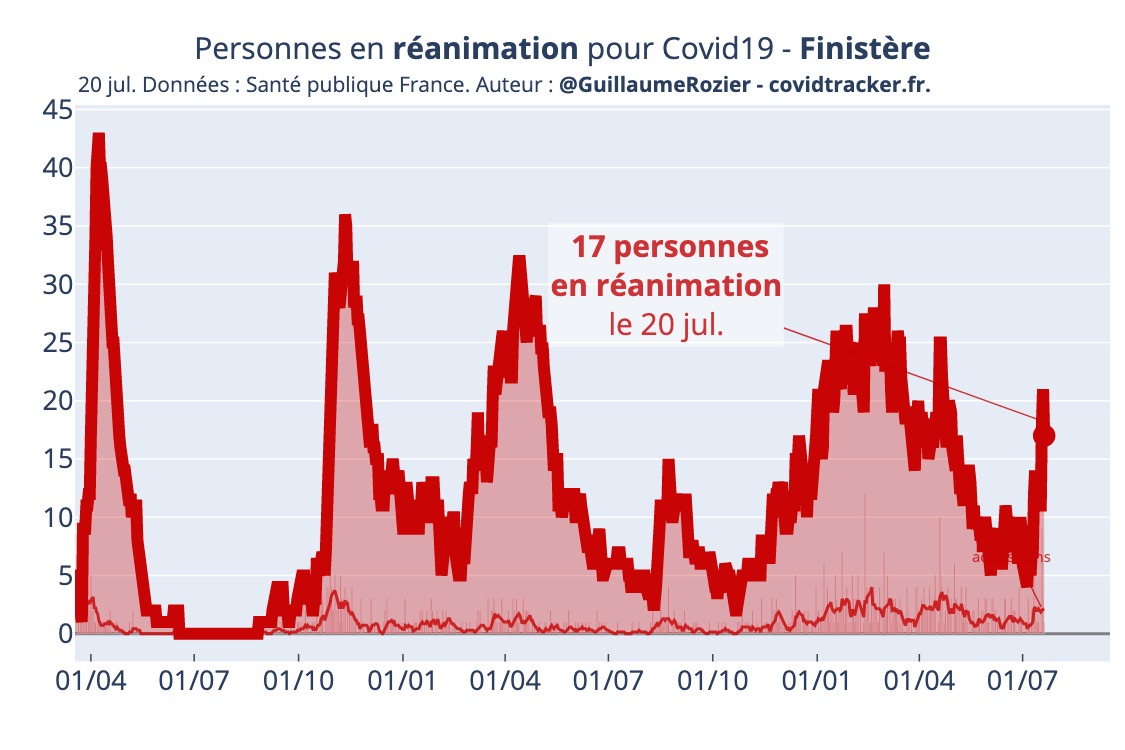 Personnes en réanimation pour Covid19 - Finistère
20 jul. Données : Santé publique France. Auteur : @GuillaumeRozier - covidtracker.fr.
45
40
35
30
25
20
15
10
5
0
17 personnes
en réanimation
le 20 jul.
01/04 01/07 01/10 01/01 01/04 01/07 01/10 01/01 01/04 01/07